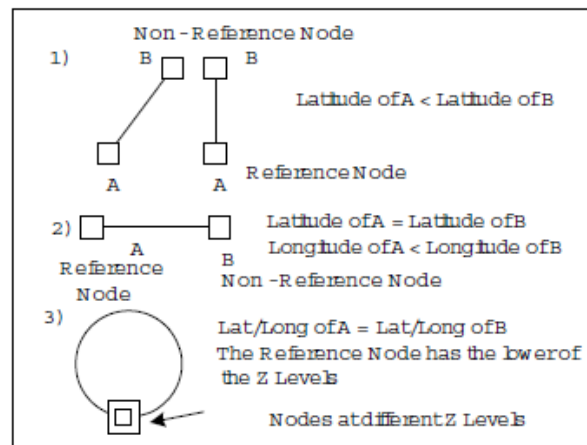 Non-Reference Node
1) B B
Latitude of A < Latitude of B
A A Reference Node
2) Latitude of A = Latitude of B
A Longitude of A < Longitude of B
Reference B
Node Non-Reference Node
3)
Lat/Long of A = Lat/Long of B
The Reference Node has the lower of
the Z Levels
Nodes at different Z Levels